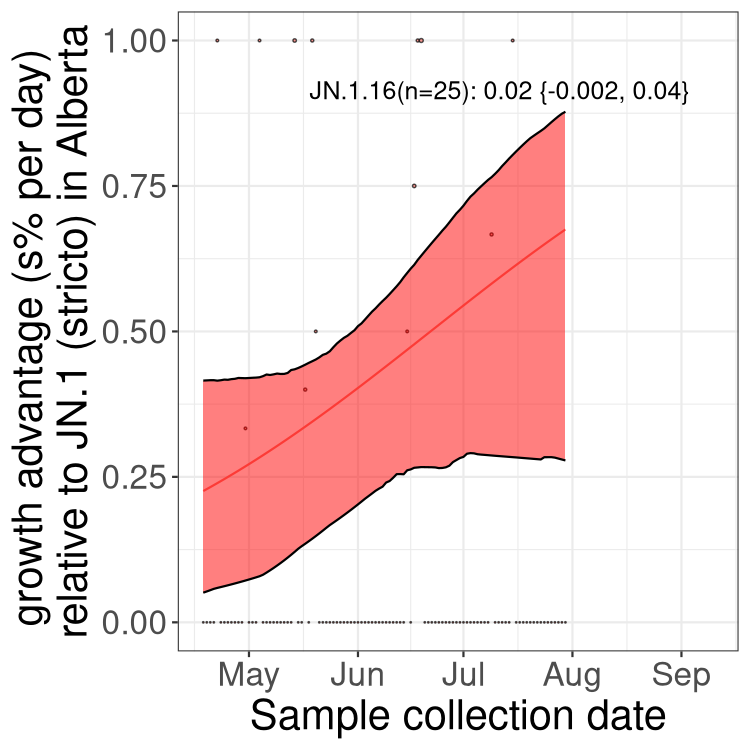 growth advantage (s% per day)
relative to JN.1 (stricto) in Alberta
1.00
0.75
0.50
0.25
0.00
JN.1.16(n=25): 0.02 {-0.002, 0.04}
May Jun Jul Aug Sep
Sample collection date